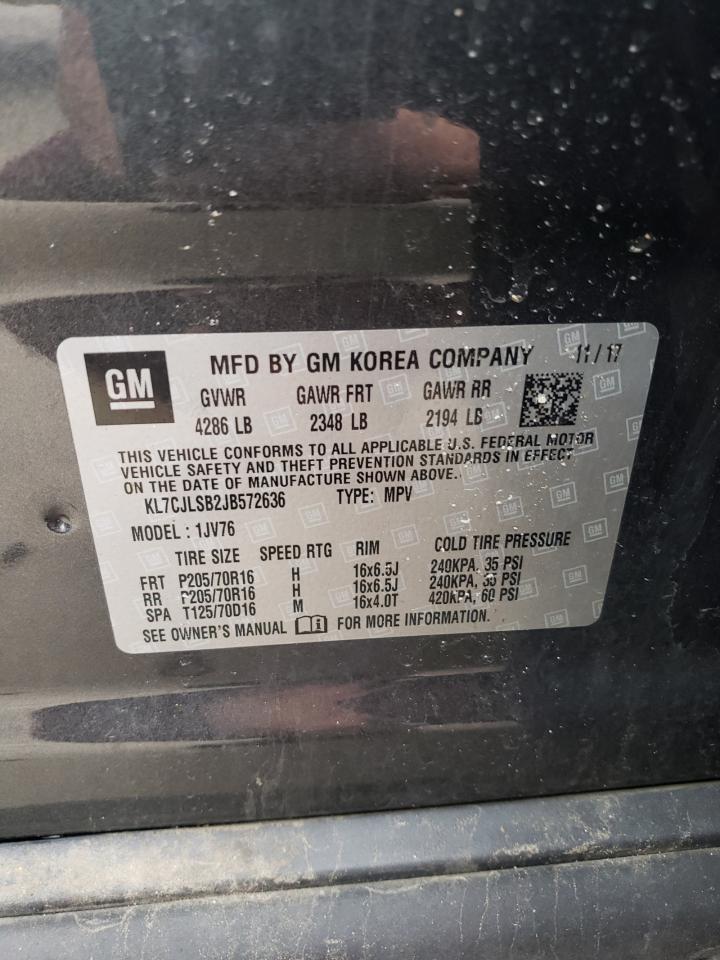 GM MFD BY GM KOREA COMPANY 11/17
GVWR GAWR FRT GAWR RR
4286 LB 2348 LB 2194 LB
THIS VEHICLE CONFORMS TO ALL APPLICABLE U.S. FEDERAL MOTOR
VEHICLE SAFETY AND THEFT PREVENTION STANDARDS IN EFFECT
ON THE DATE OF MANUFACTURE SHOWN ABOVE.
KL7CJLSB2JB572636 TYPE: MPV
MODEL : 1JV76
TIRE SIZE SPEED RTG RIM COLD TIRE PRESSURE
FRT P205/70R16 H 16x6.5J 240KPA, 35 PSI
RR P205/70R16 H 16x6.5J 240KPA, 35 PSI
SPA T125/70D16 M 16x4.0T 420KPA, 60 PSI
SEE OWNER'S MANUAL FOR MORE INFORMATION.